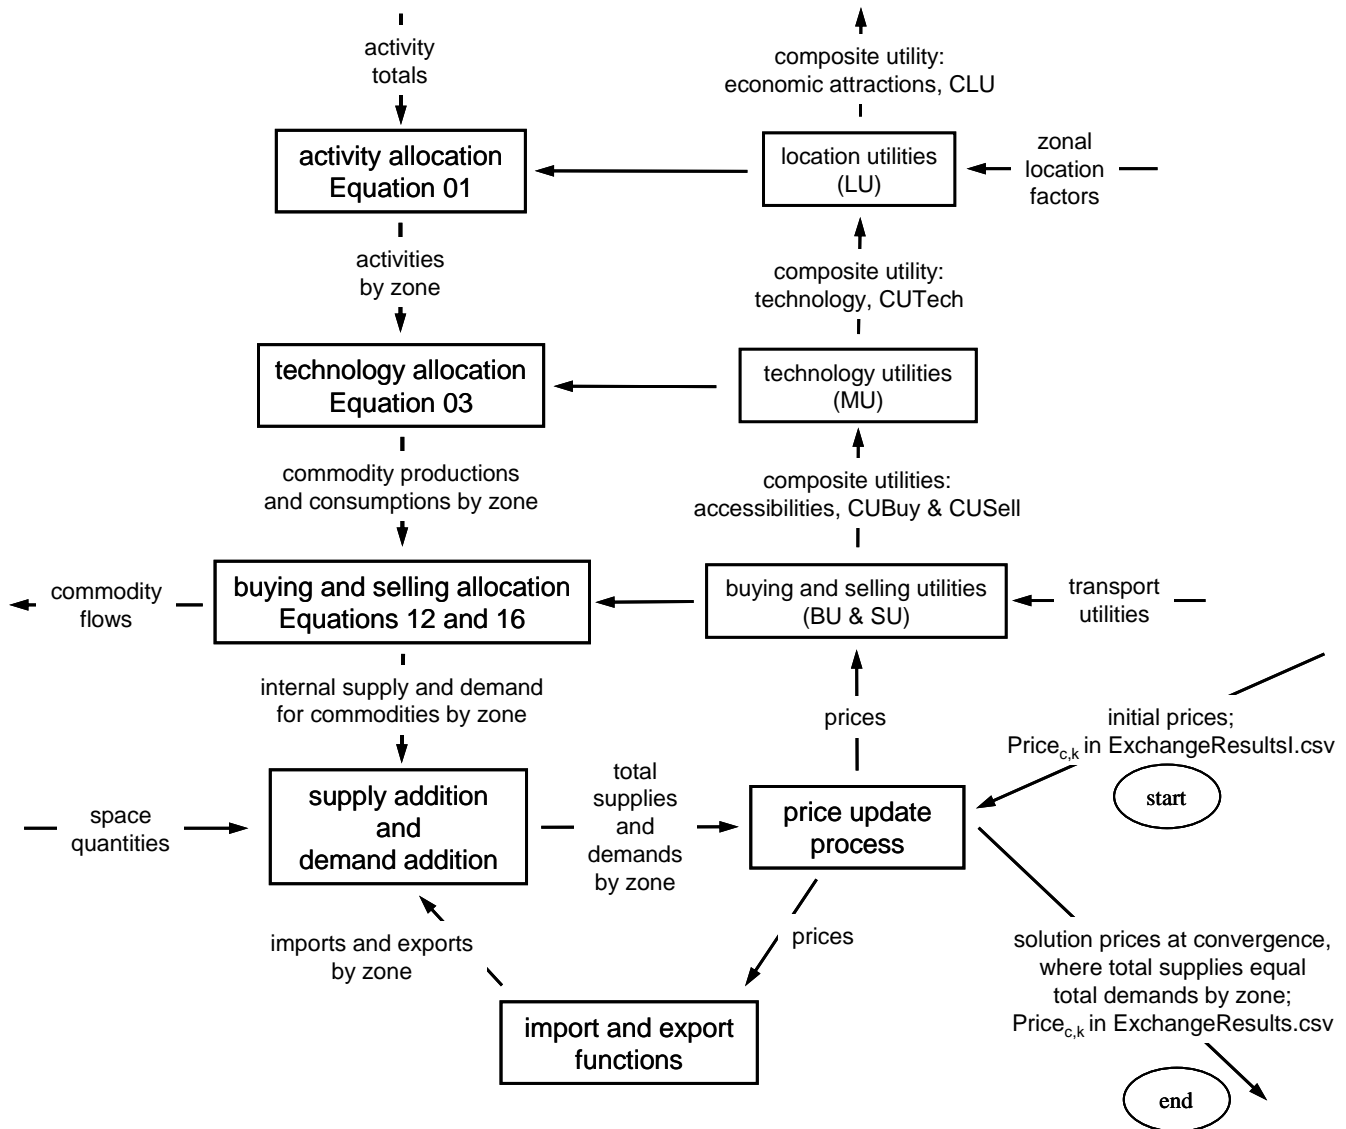 activity
totals
composite utility:
economic attractions, CLU
activity allocation
Equation 01
location utilities
(LU)
zonal
location
factors
activities
by zone
composite utility:
technology, CUTech
technology allocation
Equation 03
technology utilities
(MU)
commodity productions
and consumptions by zone
composite utilities:
accessibilities, CUBuy & CUSell
commodity
flows
buying and selling allocation
Equations 12 and 16
buying and selling utilities
(BU & SU)
transport
utilities
internal supply and demand
for commodities by zone
prices
initial prices;
Price_c,k in ExchangeResultsI.csv
start
space
quantities
supply addition
and
demand addition
total
supplies
and
demands
by zone
price update
process
imports and exports
by zone
prices
solution prices at convergence,
where total supplies equal
total demands by zone;
Price_c,k in ExchangeResults.csv
import and export
functions
end